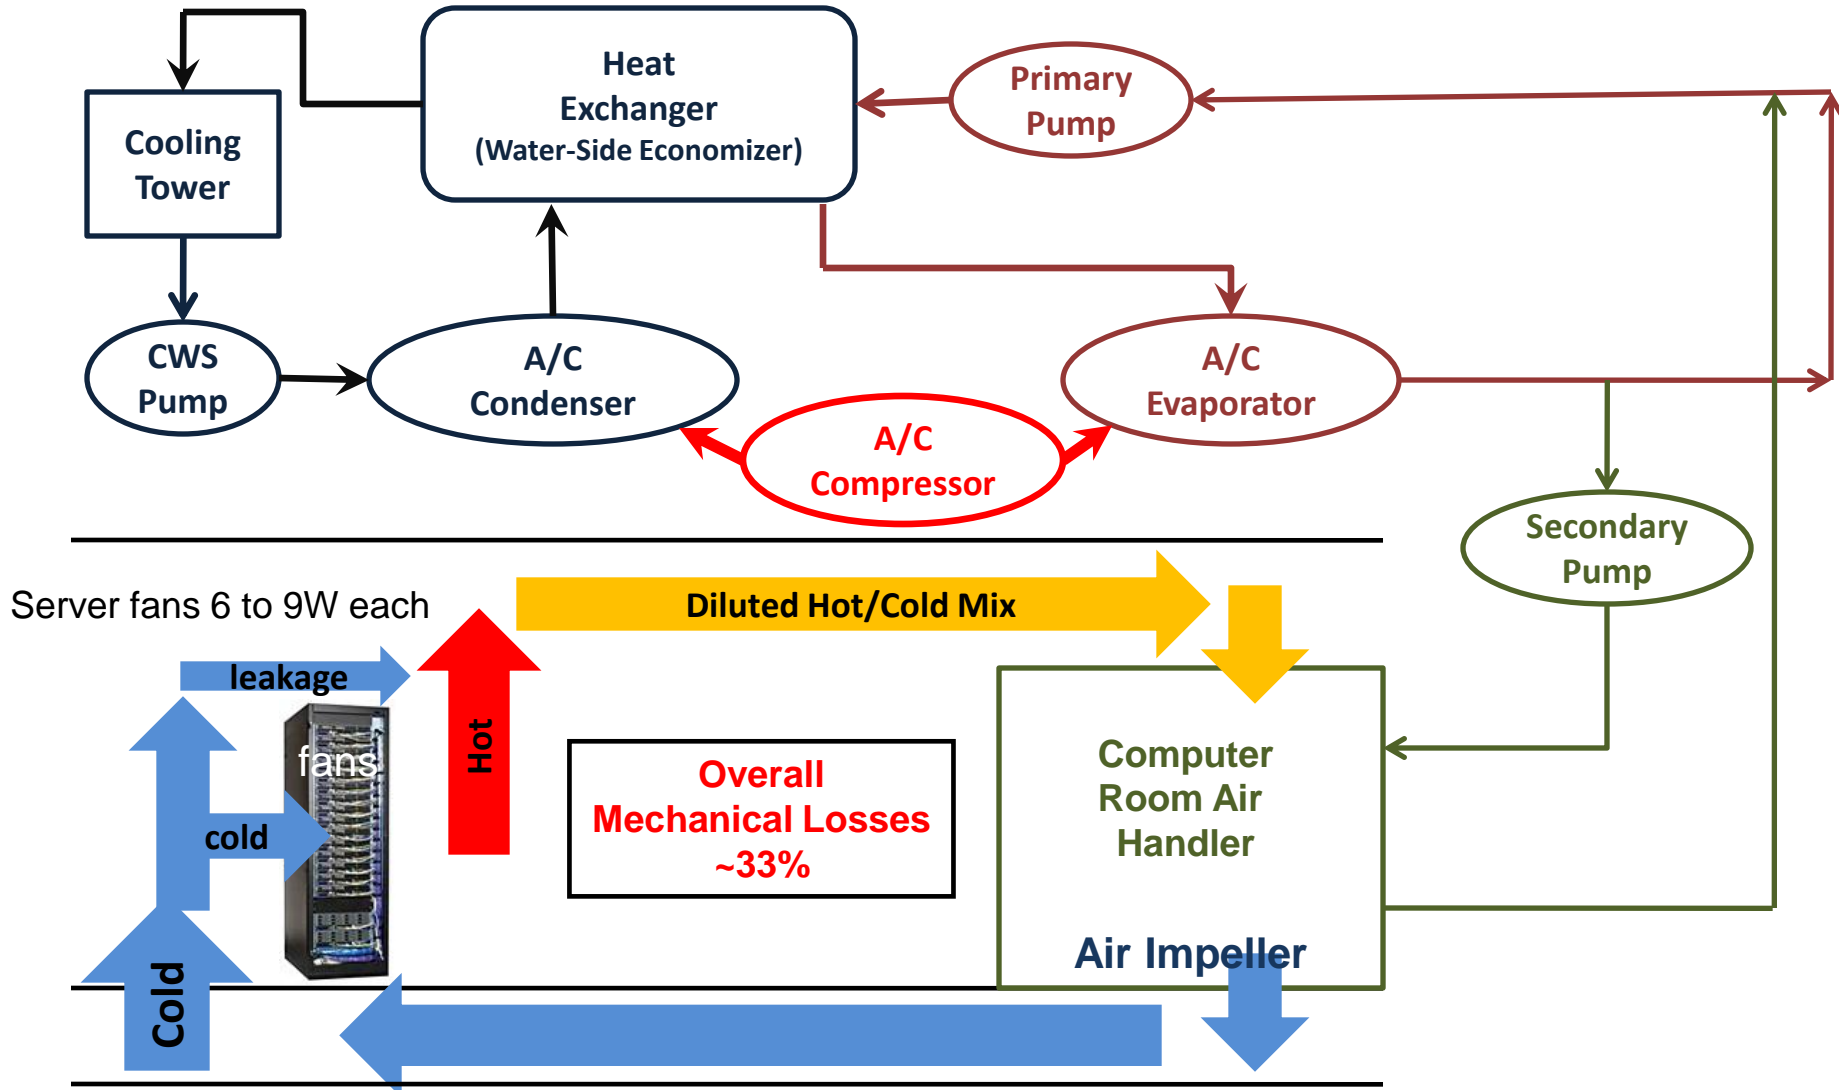 Heat
Exchanger
(Water-Side Economizer)
Primary
Pump
Cooling
Tower
CWS
Pump
A/C
Condenser
A/C
Compressor
A/C
Evaporator
Secondary
Pump
Server fans 6 to 9W each
Diluted Hot/Cold Mix
leakage
Hot
fans
cold
Cold
Overall
Mechanical Losses
~33%
Computer
Room Air
Handler
Air Impeller